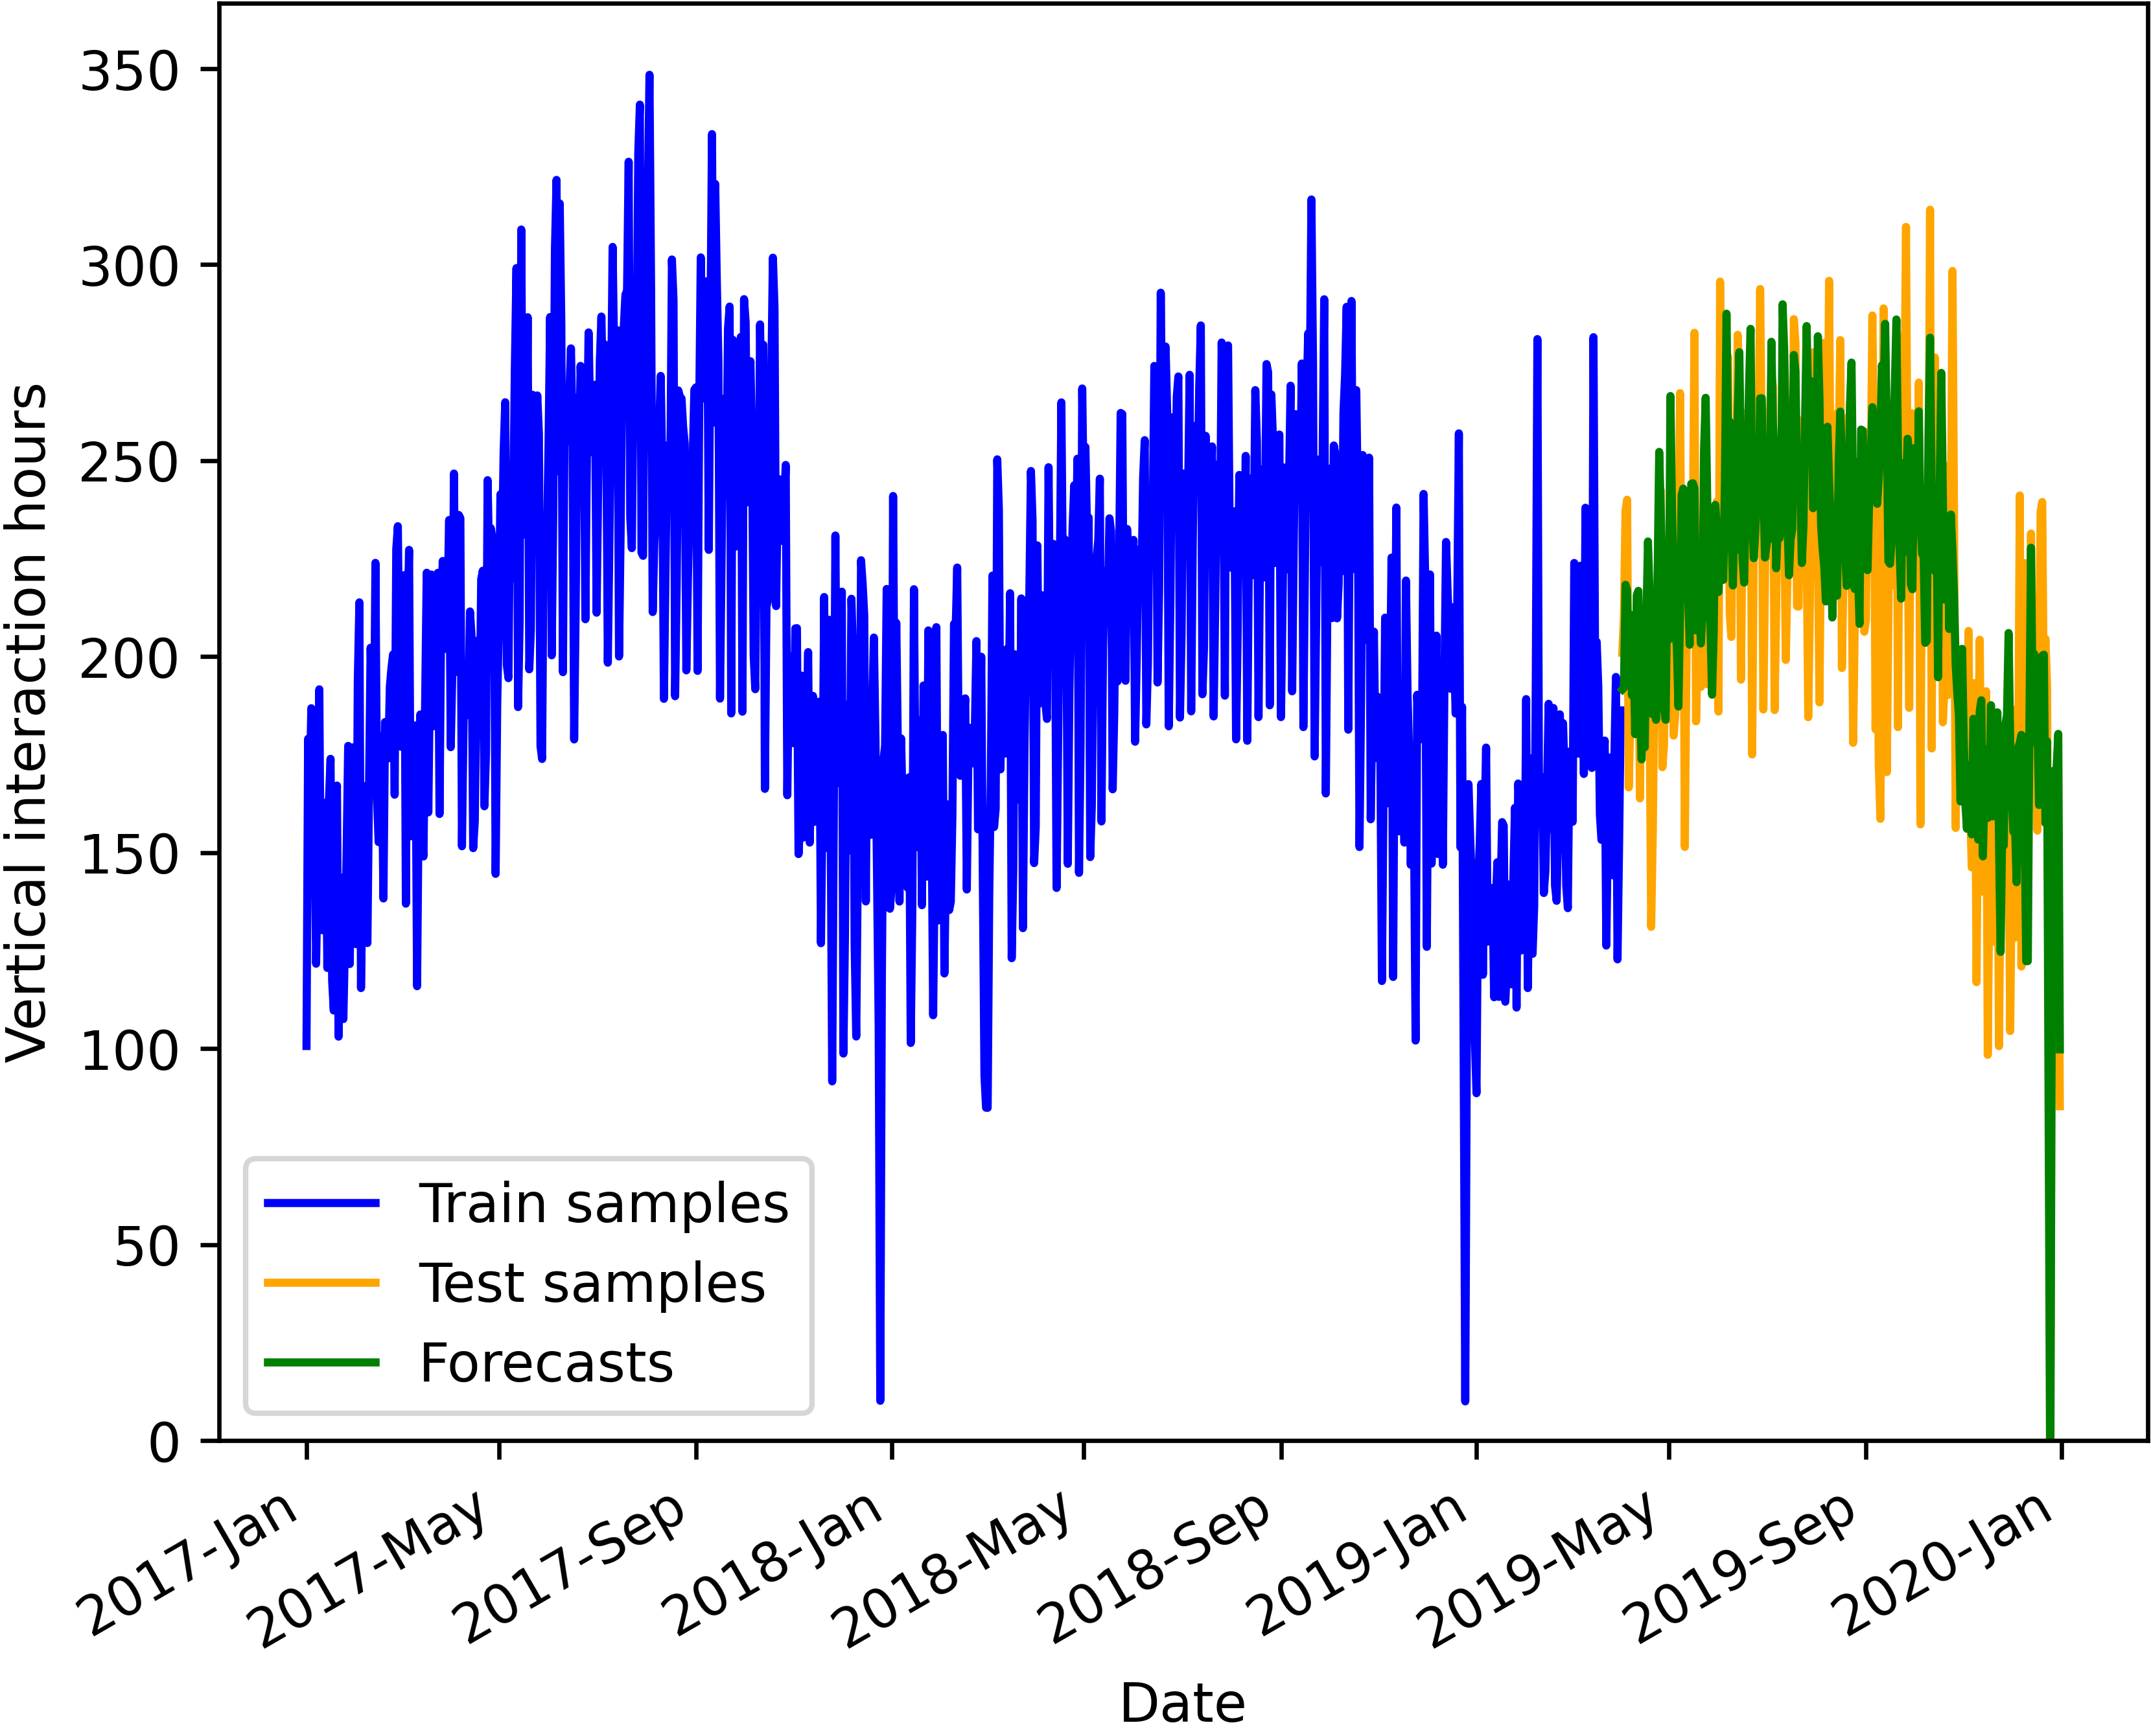 Vertical interaction hours
350
300
250
200
150
100
50
0
Train samples
Test samples
Forecasts
2017-Jan
2017-May
2017-Sep
2018-Jan
2018-May
2018-Sep
2019-Jan
2019-May
2019-Sep
2020-Jan
Date